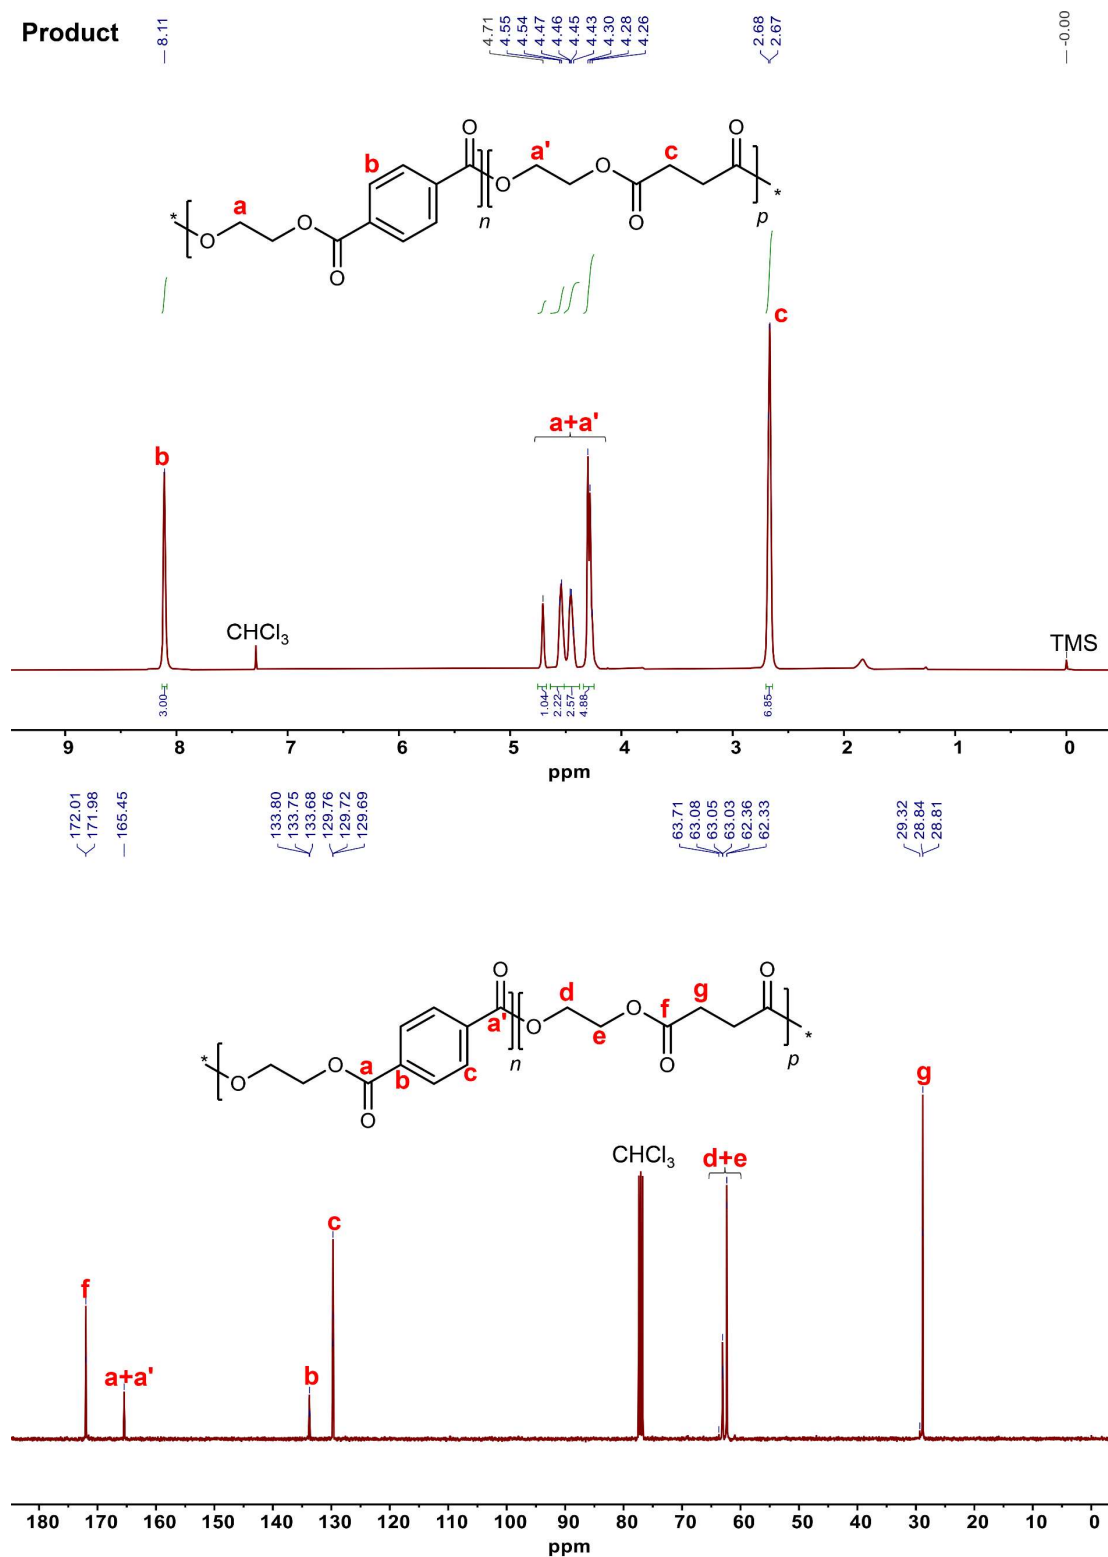 Product
8.11
4.71
4.55
4.54
4.47
4.46
4.45
4.43
4.30
4.28
4.26
2.68
2.67
-0.00
O
b
a'
O
c
O
*
a
O
n
O
O
p
*
O
O
c
b
a+a'
CHCl3
TMS
3.00
1.04
2.22
2.57
4.88
6.85
9 8 7 6 5 4 3 2 1 0
ppm
172.01
171.98
165.45
133.80
133.75
133.68
129.76
129.72
129.69
63.71
63.08
63.05
63.03
62.36
62.33
29.32
28.84
28.81
O
O
d
g
a'
O
O
f
e
*
a
O
b
c
n
O
p
*
O
O
g
CHCl3
d+e
c
f
a+a'
b
180 170 160 150 140 130 120 110 100 90 80 70 60 50 40 30 20 10 0
ppm